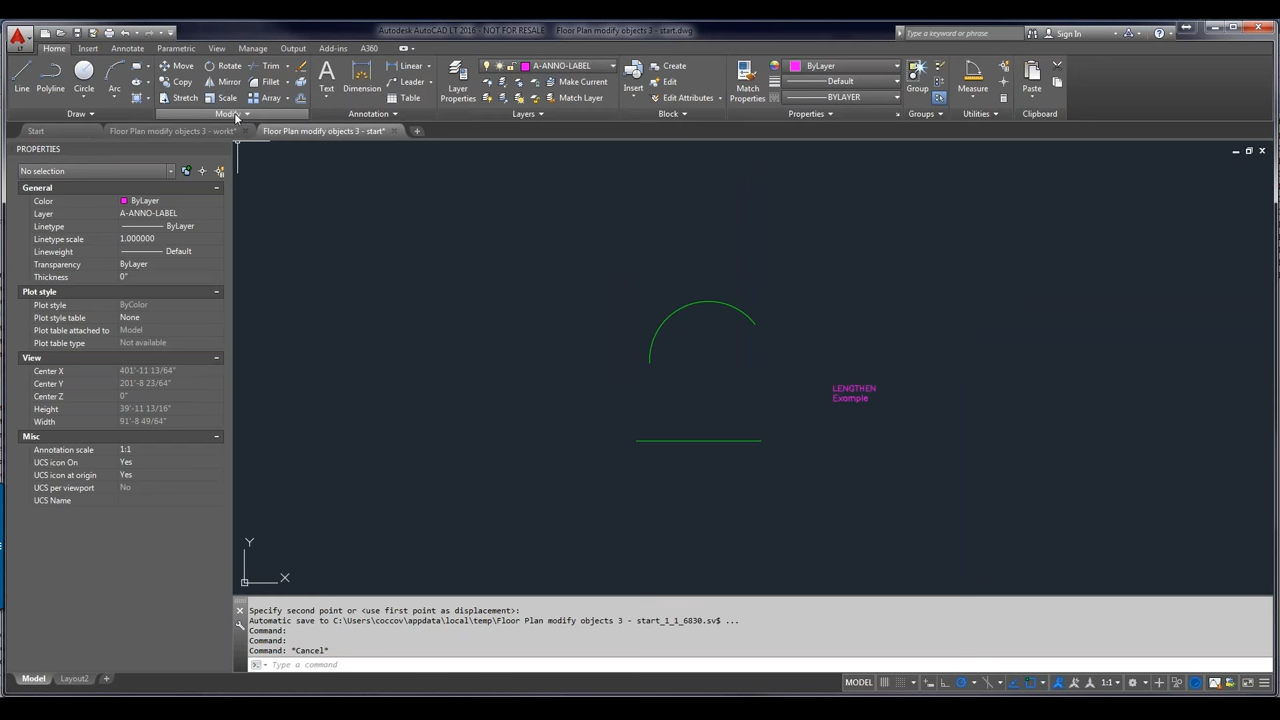 Autodesk AutoCAD LT 2016 - NOT FOR RESALE Floor Plan modify objects 3 - start.dwg
Type a keyword or phrase
Sign In
LT
Home Insert Annotate Parametric View Manage Output Add-ins A360
Line
Polyline
Circle
Arc
Move
Copy
Stretch
Rotate
Mirror
Scale
Trim
Fillet
Array
Text
Dimension
Linear
Leader
Table
Layer
Properties
A-ANNO-LABEL
Make Current
Match Layer
Insert
Create
Edit
Edit Attributes
Match
Properties
ByLayer
Default
BYLAYER
Group
Measure
Paste
Draw
Modify
Annotation
Layers
Block
Properties
Groups
Utilities
Clipboard
Start
Floor Plan modify objects 3 - workt*
Floor Plan modify objects 3 - start*
PROPERTIES
No selection
General
Color ByLayer
Layer A-ANNO-LABEL
Linetype ByLayer
Linetype scale 1.000000
Lineweight Default
Transparency ByLayer
Thickness 0"
Plot style
Plot style ByColor
Plot style table None
Plot table attached to Model
Plot table type Not available
View
Center X 401'-11 13/64"
Center Y 201'-8 23/64"
Center Z 0"
Height 39'-11 13/16"
Width 91'-8 49/64"
Misc
Annotation scale 1:1
UCS icon On Yes
UCS icon at origin Yes
UCS per viewport No
UCS Name
LENGTHEN
Example
Y
X
Specify second point or <use first point as displacement>:
Automatic save to C:\Users\coccov\appdata\local\temp\Floor Plan modify objects 3 - start_1_1_6830.sv$ ...
Command:
Command:
Command: *Cancel*
Type a command
Model Layout2
MODEL
1:1